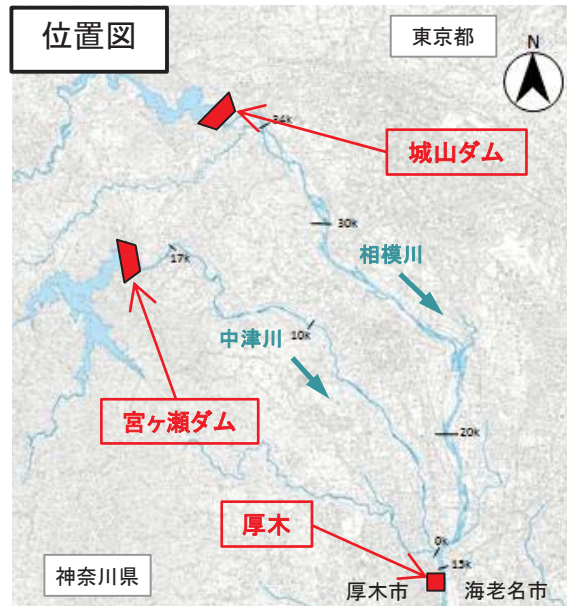 位置図
東京都
N
34k
城山ダム
30k
相模川
17k
10k
中津川
宮ヶ瀬ダム
20k
厚木
0k
15k
神奈川県
厚木市
海老名市